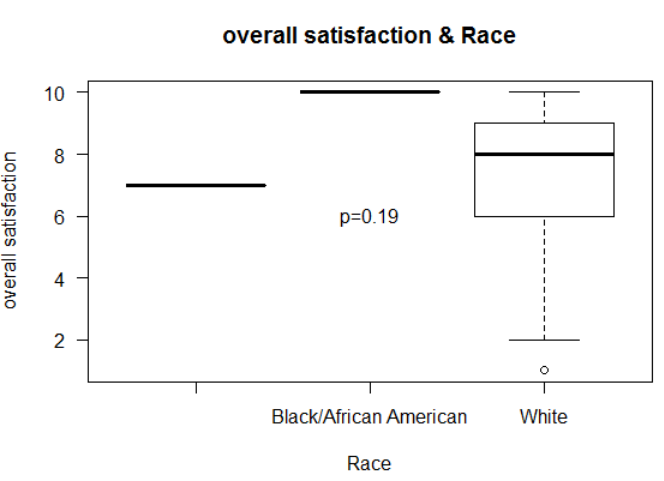 overall satisfaction & Race
overall satisfaction
10
8
6
4
2
p=0.19
Black/African American
White
Race